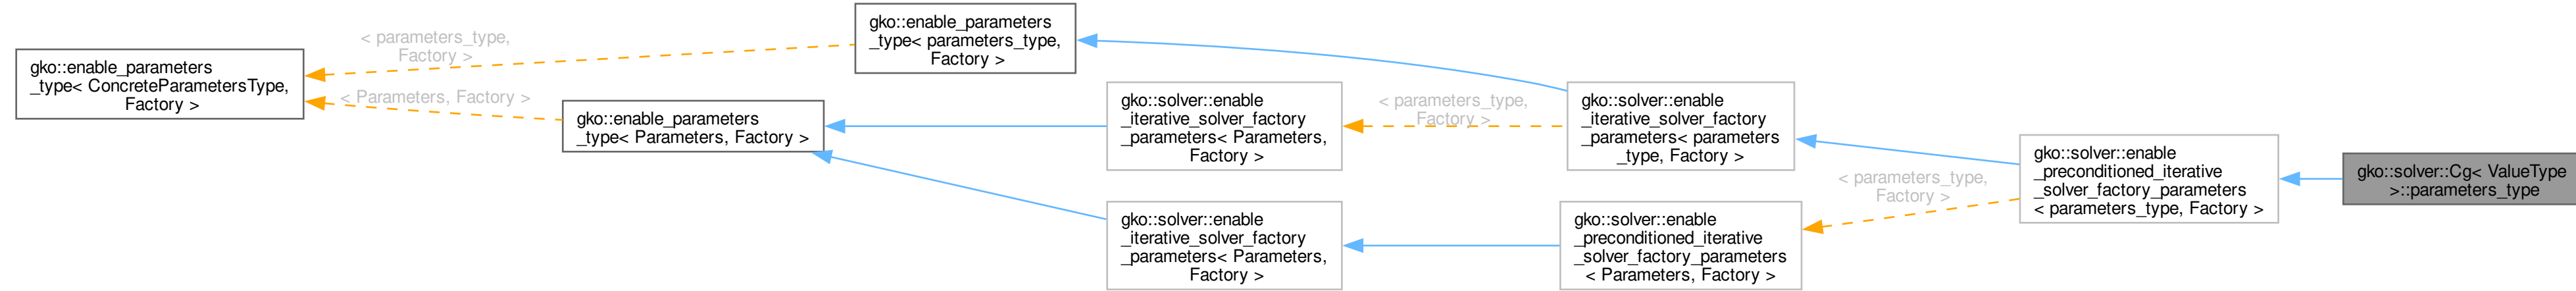 gko::enable_parameters
_type< ConcreteParametersType,
Factory >
< parameters_type,
Factory >
< Parameters, Factory >
gko::enable_parameters
_type< parameters_type,
Factory >
gko::enable_parameters
_type< Parameters, Factory >
gko::solver::enable
_iterative_solver_factory
_parameters< Parameters,
Factory >
gko::solver::enable
_iterative_solver_factory
_parameters< Parameters,
Factory >
< parameters_type,
Factory >
gko::solver::enable
_iterative_solver_factory
_parameters< parameters
_type, Factory >
gko::solver::enable
_preconditioned_iterative
_solver_factory_parameters
< Parameters, Factory >
< parameters_type,
Factory >
gko::solver::enable
_preconditioned_iterative
_solver_factory_parameters
< parameters_type, Factory >
gko::solver::Cg< ValueType
>::parameters_type